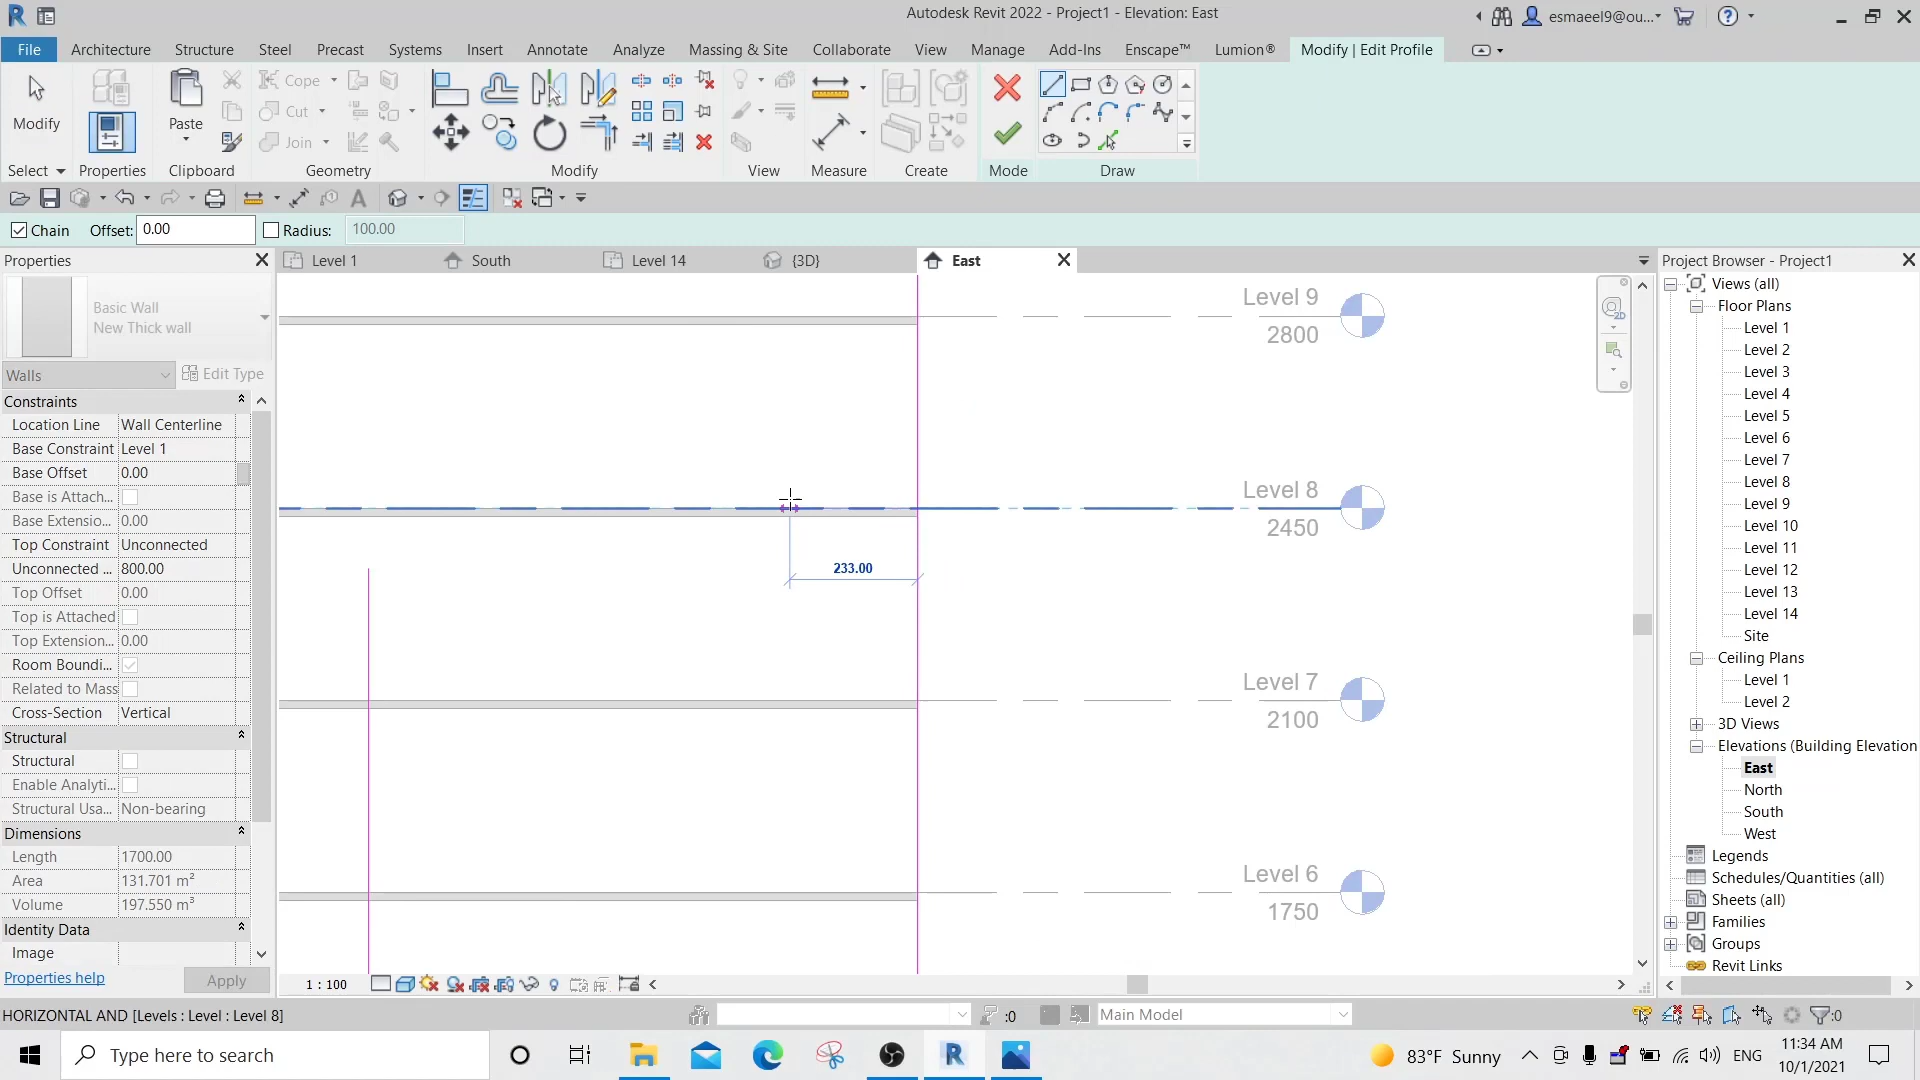 Autodesk Revit 2022 - Project1 - Elevation: East
esmaeel9@ou...
File Architecture Structure Steel Precast Systems Insert Annotate Analyze Massing & Site Collaborate View Manage Add-Ins Enscape™ Lumion® Modify | Edit Profile
Modify Paste Cope Cut Join
Select Properties Clipboard Geometry Modify View Measure Create Mode Draw
Chain Offset: 0.00 Radius: 100.00
Properties
Level 1 South Level 14 {3D} East
Project Browser - Project1
Basic Wall
New Thick wall
Walls Edit Type
Constraints
Location Line Wall Centerline
Base Constraint Level 1
Base Offset 0.00
Base is Attach...
Base Extensio... 0.00
Top Constraint Unconnected
Unconnected ... 800.00
Top Offset 0.00
Top is Attached
Top Extension... 0.00
Room Boundi...
Related to Mass
Cross-Section Vertical
Structural
Structural
Enable Analyti...
Structural Usa... Non-bearing
Dimensions
Length 1700.00
Area 131.701 m²
Volume 197.550 m³
Identity Data
Image
Properties help Apply
Level 9
2800
Level 8
2450
233.00
Level 7
2100
Level 6
1750
2D
Views (all)
Floor Plans
Level 1
Level 2
Level 3
Level 4
Level 5
Level 6
Level 7
Level 8
Level 9
Level 10
Level 11
Level 12
Level 13
Level 14
Site
Ceiling Plans
Level 1
Level 2
3D Views
Elevations (Building Elevation
East
North
South
West
Legends
Schedules/Quantities (all)
Sheets (all)
Families
Groups
Revit Links
1 : 100
HORIZONTAL AND [Levels : Level : Level 8]
:0 Main Model :0
Type here to search
83°F Sunny ENG
11:34 AM
10/1/2021